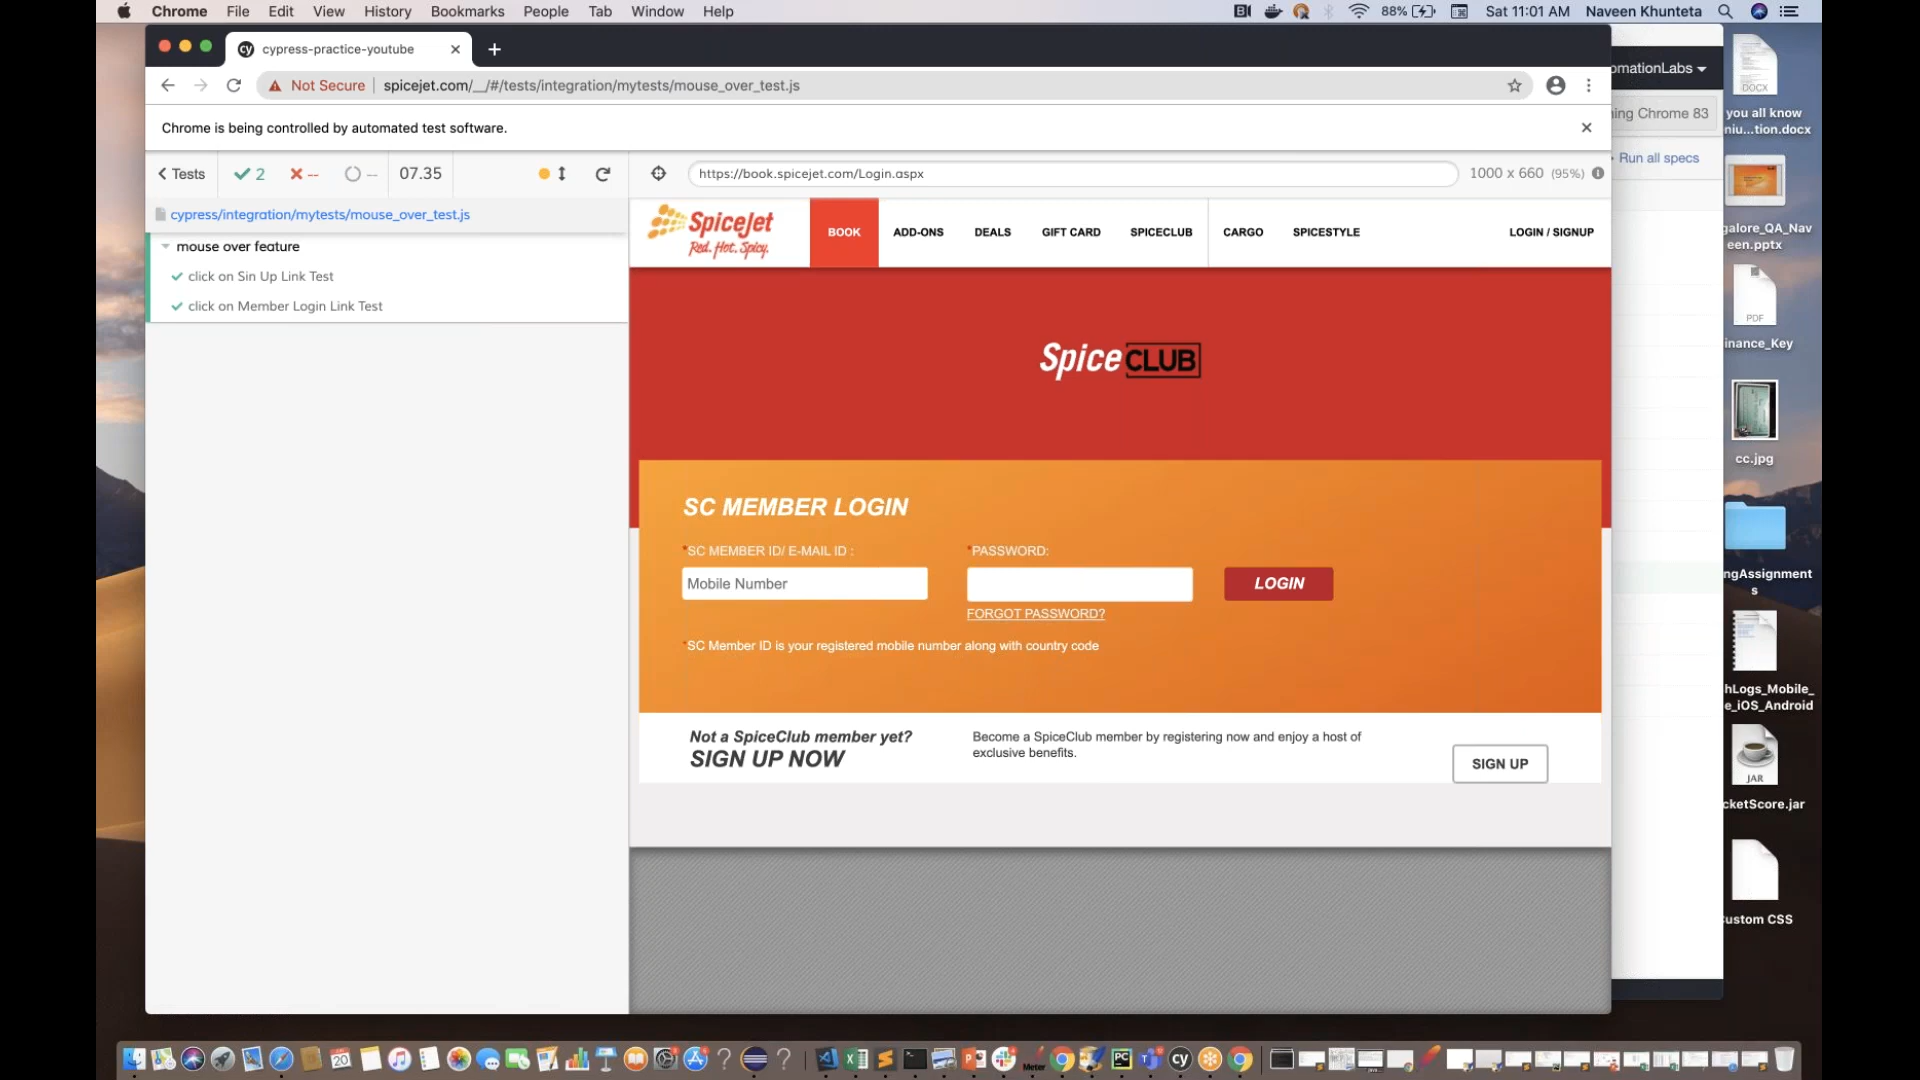 Chrome File Edit View History Bookmarks People Tab Window Help
88% Sat 11:01 AM Naveen Khunteta
cy cypress-practice-youtube
Not Secure spicejet.com/__/#/tests/integration/mytests/mouse_over_test.js
Chrome is being controlled by automated test software.
Tests 2 -- -- 07.35
https://book.spicejet.com/Login.aspx 1000 x 660 (95%)
cypress/integration/mytests/mouse_over_test.js
mouse over feature
click on Sin Up Link Test
click on Member Login Link Test
SpiceJet
Red. Hot. Spicy.
BOOK ADD-ONS DEALS GIFT CARD SPICECLUB CARGO SPICESTYLE LOGIN / SIGNUP
Spice CLUB
SC MEMBER LOGIN
*SC MEMBER ID/ E-MAIL ID : *PASSWORD:
Mobile Number LOGIN
FORGOT PASSWORD?
*SC Member ID is your registered mobile number along with country code
Not a SpiceClub member yet?
SIGN UP NOW
Become a SpiceClub member by registering now and enjoy a host of
exclusive benefits.
SIGN UP
omationLabs
ing Chrome 83
Run all specs
DOCX
you all know
niu...tion.docx
galore_QA_Nav
een.pptx
PDF
inance_Key
cc.jpg
ngAssignment
s
hLogs_Mobile_
e_iOS_Android
JAR
cketScore.jar
ustom CSS
20
Meter
PC
cy